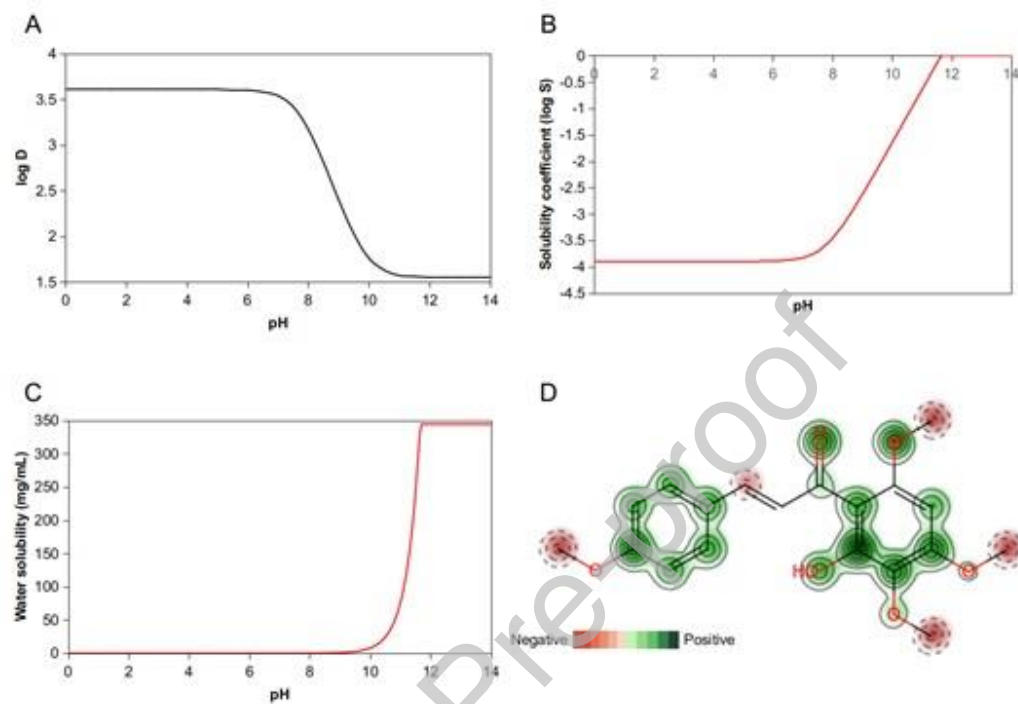 A
4
3.5
3
2.5
2
1.5
log D
0 2 4 6 8 10 12 14
pH
B
0
-0.5
-1
-1.5
-2
-2.5
-3
-3.5
-4
-4.5
Solubility coefficient (log S)
0 2 4 6 8 10 12 14
pH
C
350
300
250
200
150
100
50
0
Water solubility (mg/mL)
0 2 4 6 8 10 12 14
pH
D
O O
O HO O
O
Negative Positive
Pre-proof